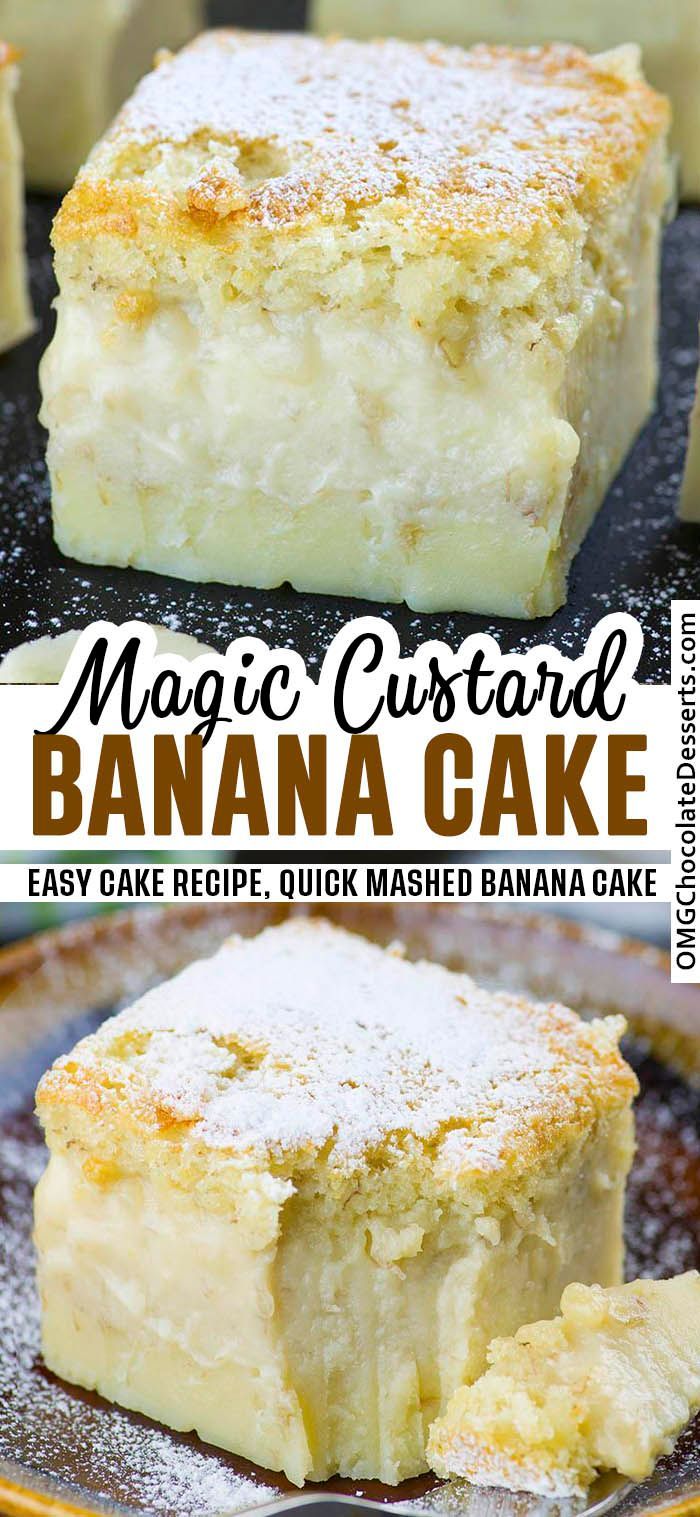 Magic Custard
BANANA CAKE
EASY CAKE RECIPE, QUICK MASHED BANANA CAKE
OMGChocolateDesserts.com